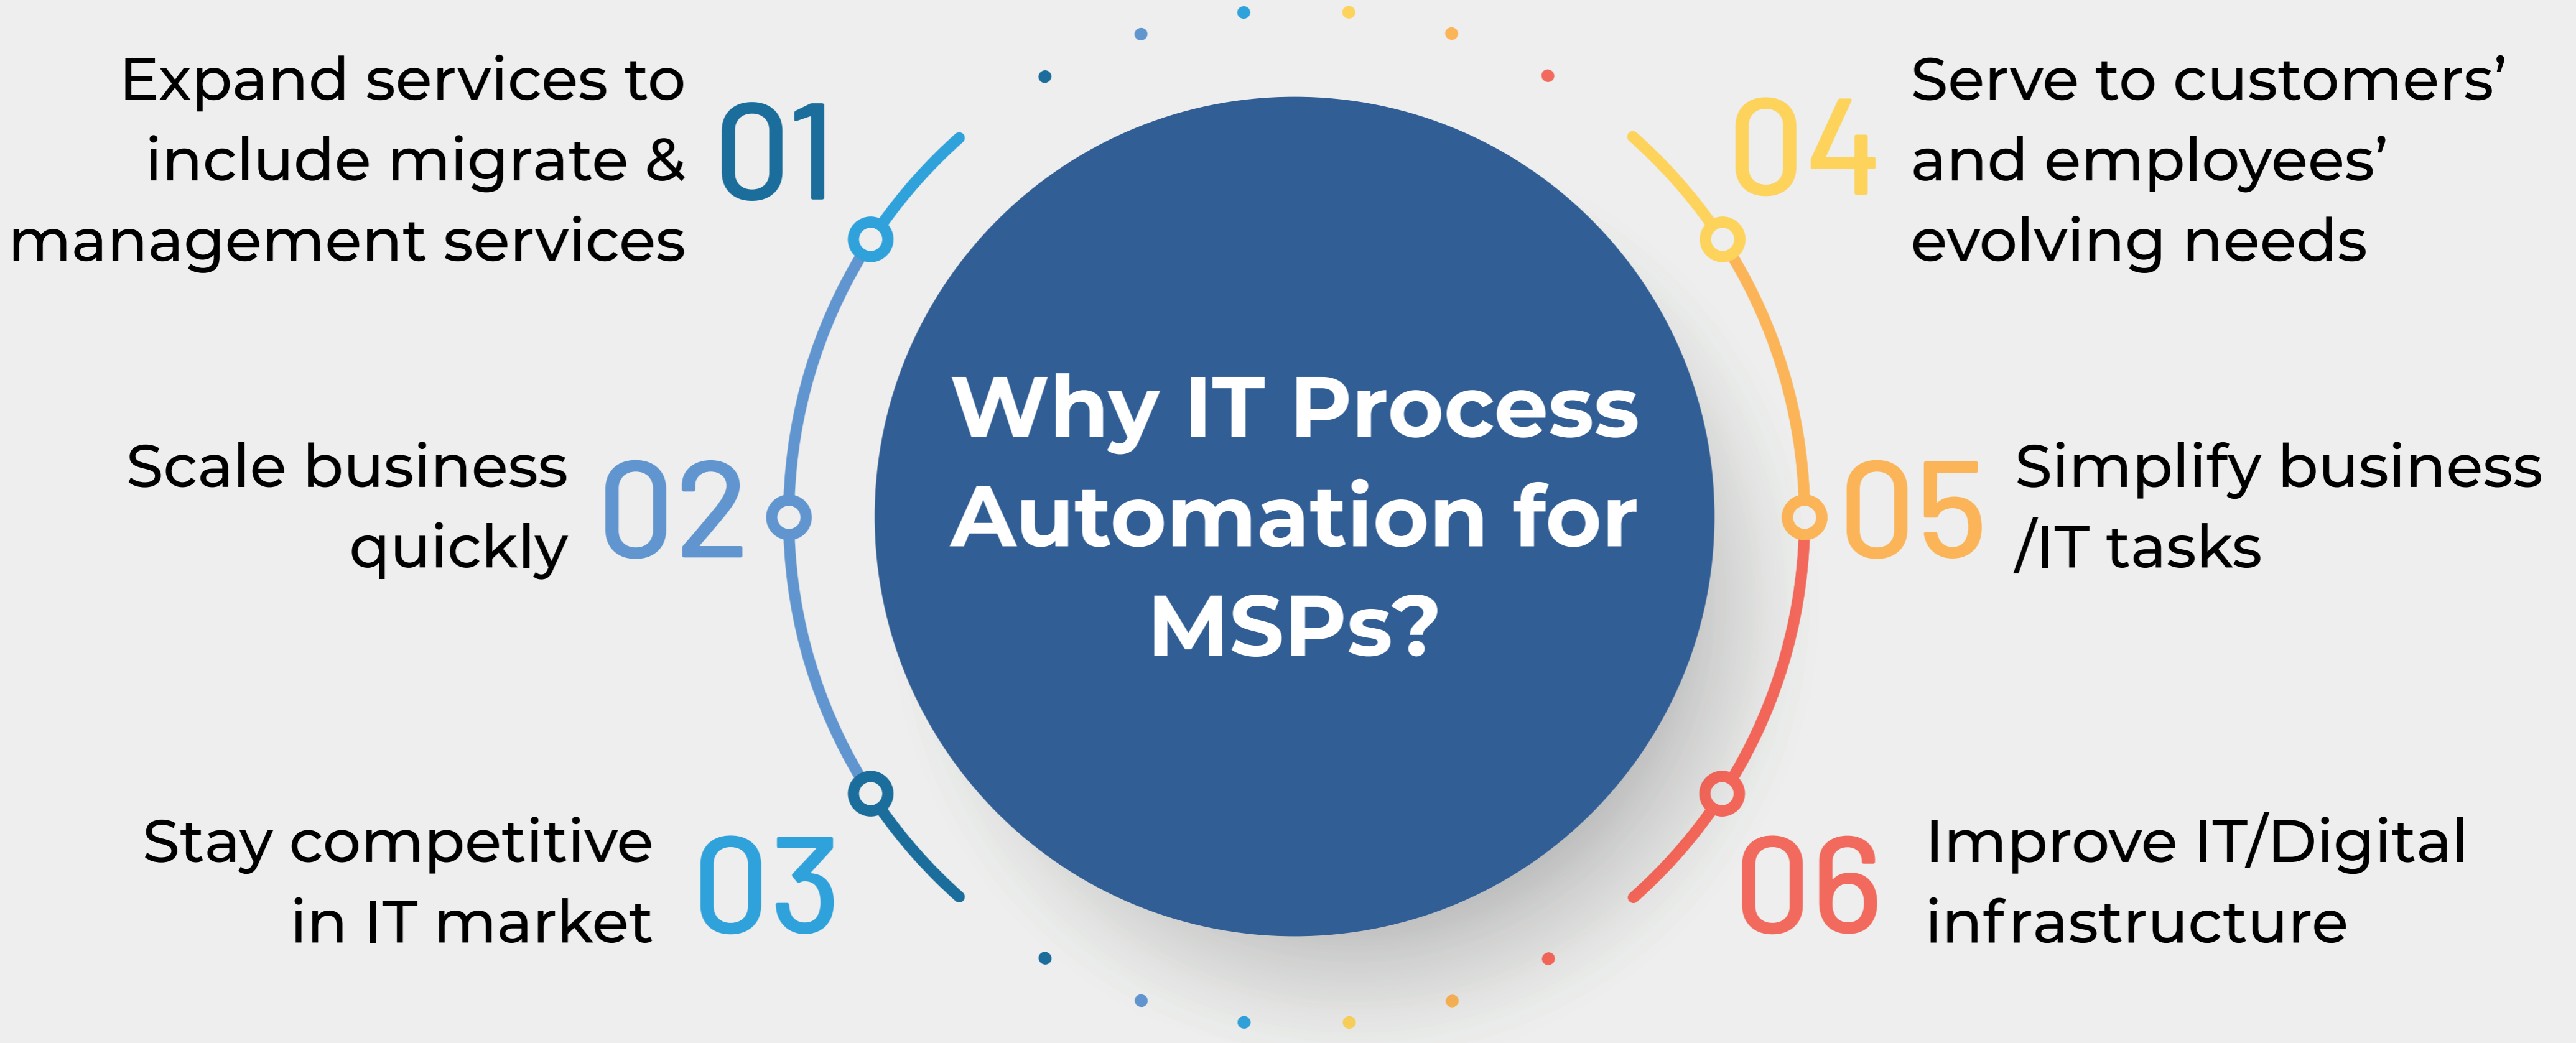 Why IT Process
Automation for
MSPs?
01
Expand services to
include migrate &
management services
02
Scale business
quickly
03
Stay competitive
in IT market
04
Serve to customers’
and employees’
evolving needs
05
Simplify business
/IT tasks
06
Improve IT/Digital
infrastructure